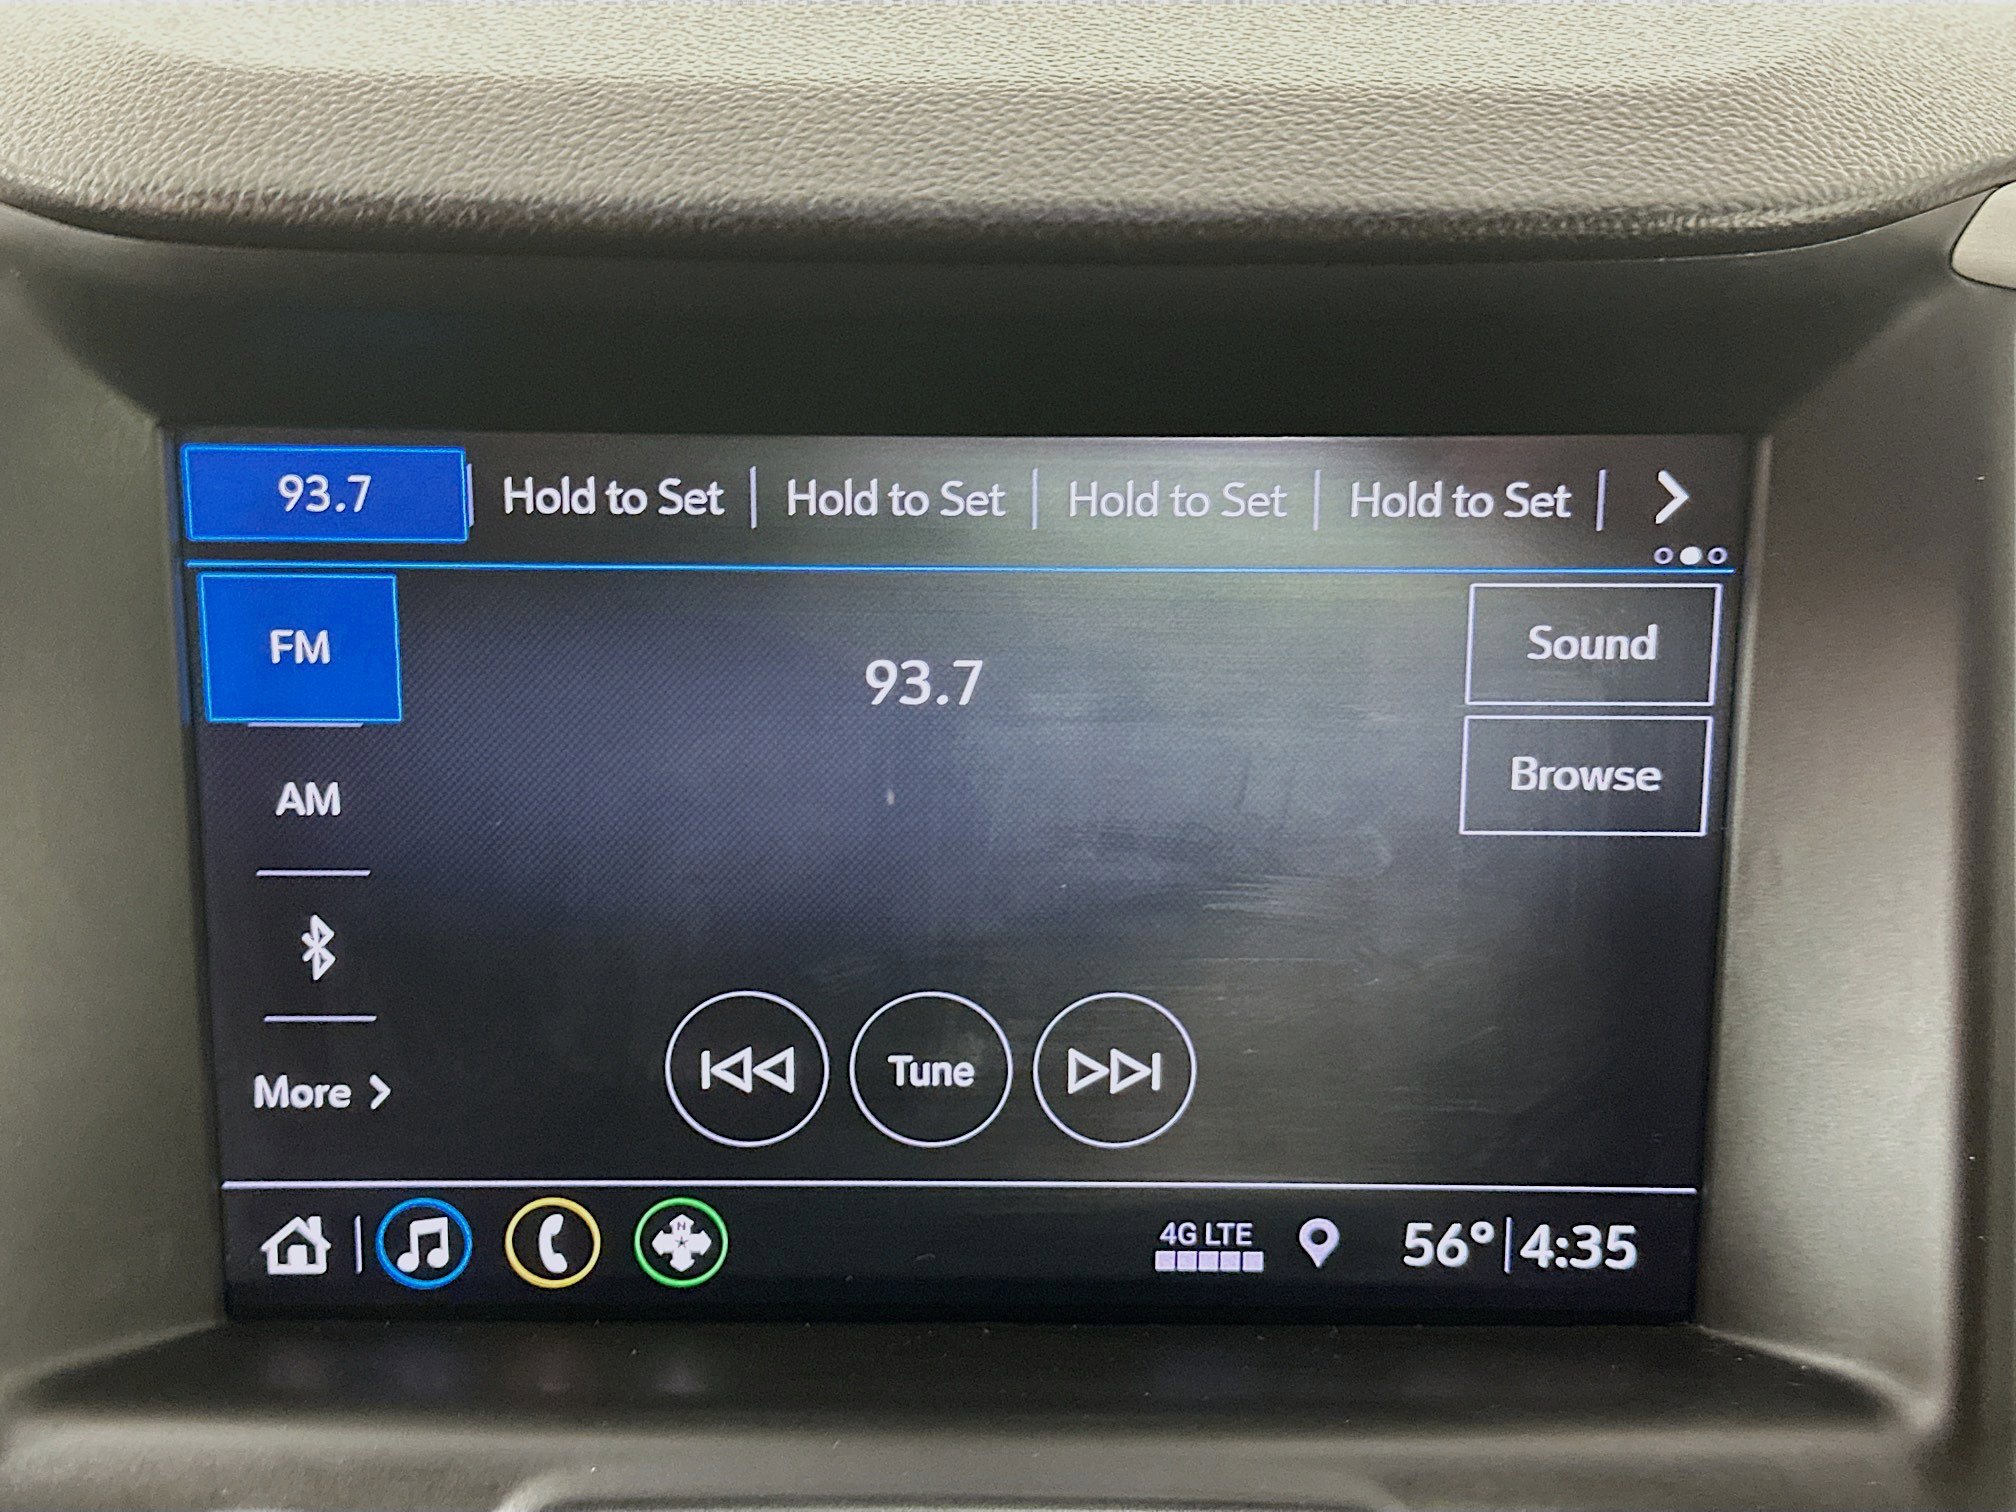 93.7 Hold to Set Hold to Set Hold to Set Hold to Set
FM
93.7
Sound
AM
Browse
More
Tune
N
4G LTE
56° 4:35